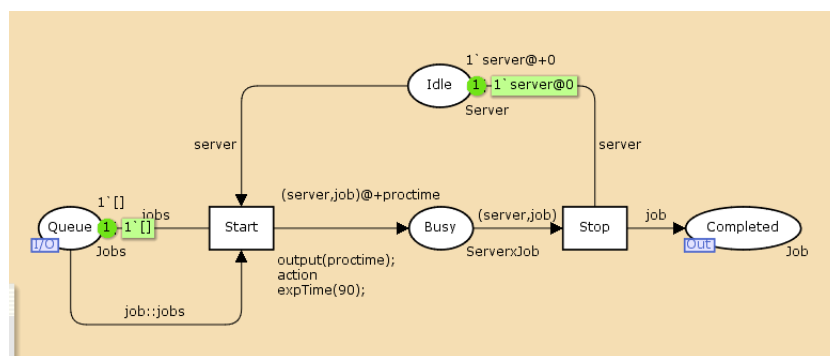 1`server@+0
Idle
1
1`server@0
Server
server
server
1`[]
jobs
(server,job)@+proctime
(server,job)
job
Queue
1
1`[]
Start
Busy
Stop
Completed
I/O
Jobs
ServerxJob
Out
Job
output(proctime);
action
expTime(90);
job::jobs